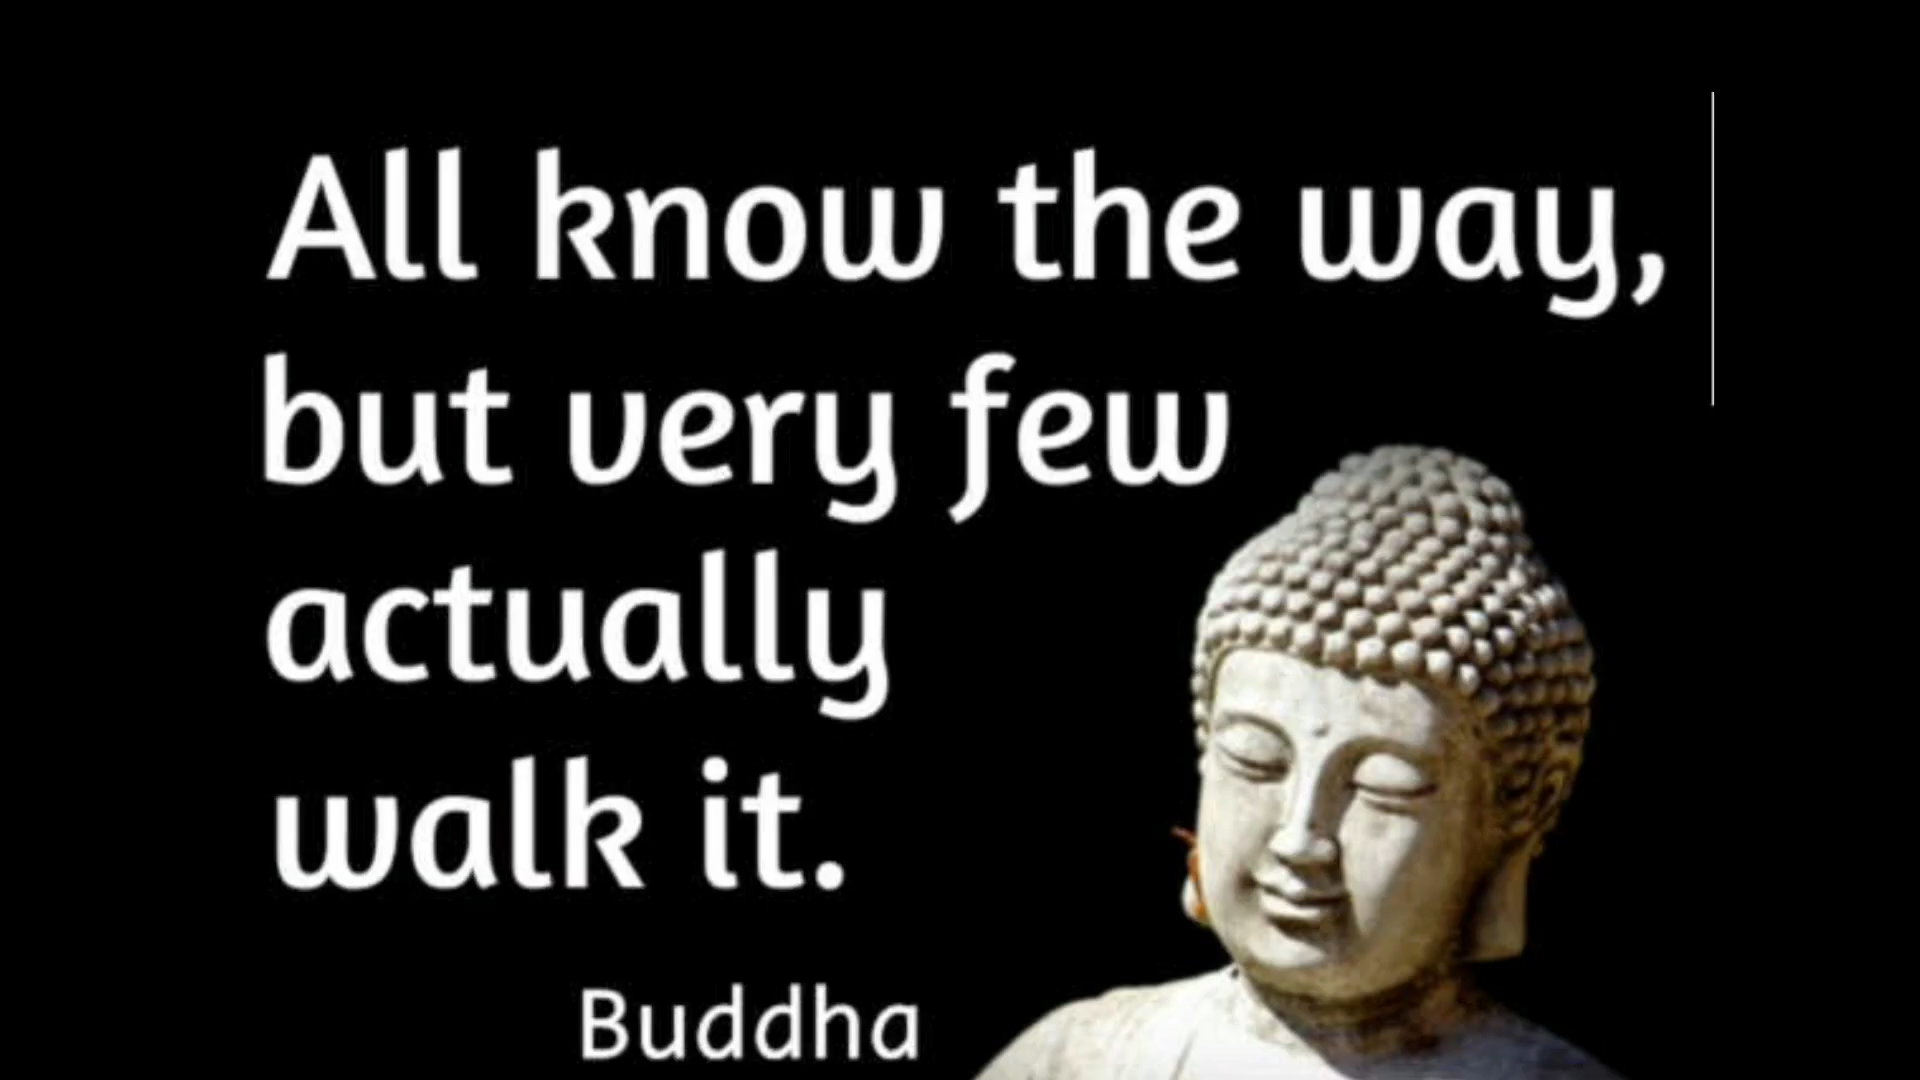 All know the way,
but very few
actually
walk it.
Buddha